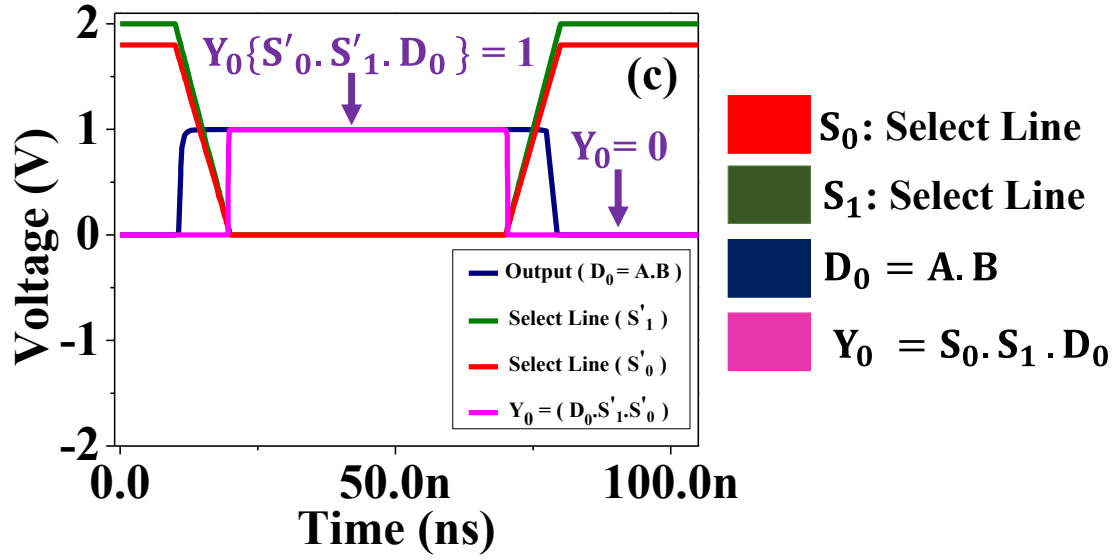 2
1
0
-1
-2
Voltage (V)
Y₀{S′₀. S′₁. D₀ } = 1
(c)
Y₀= 0
Output ( D₀ = A.B )
Select Line ( S'₁ )
Select Line ( S'₀ )
Y₀ = ( D₀.S'₁.S'₀ )
0.0
50.0n
100.0n
Time (ns)
S₀: Select Line
S₁: Select Line
D₀ = A. B
Y₀ = S₀. S₁ . D₀